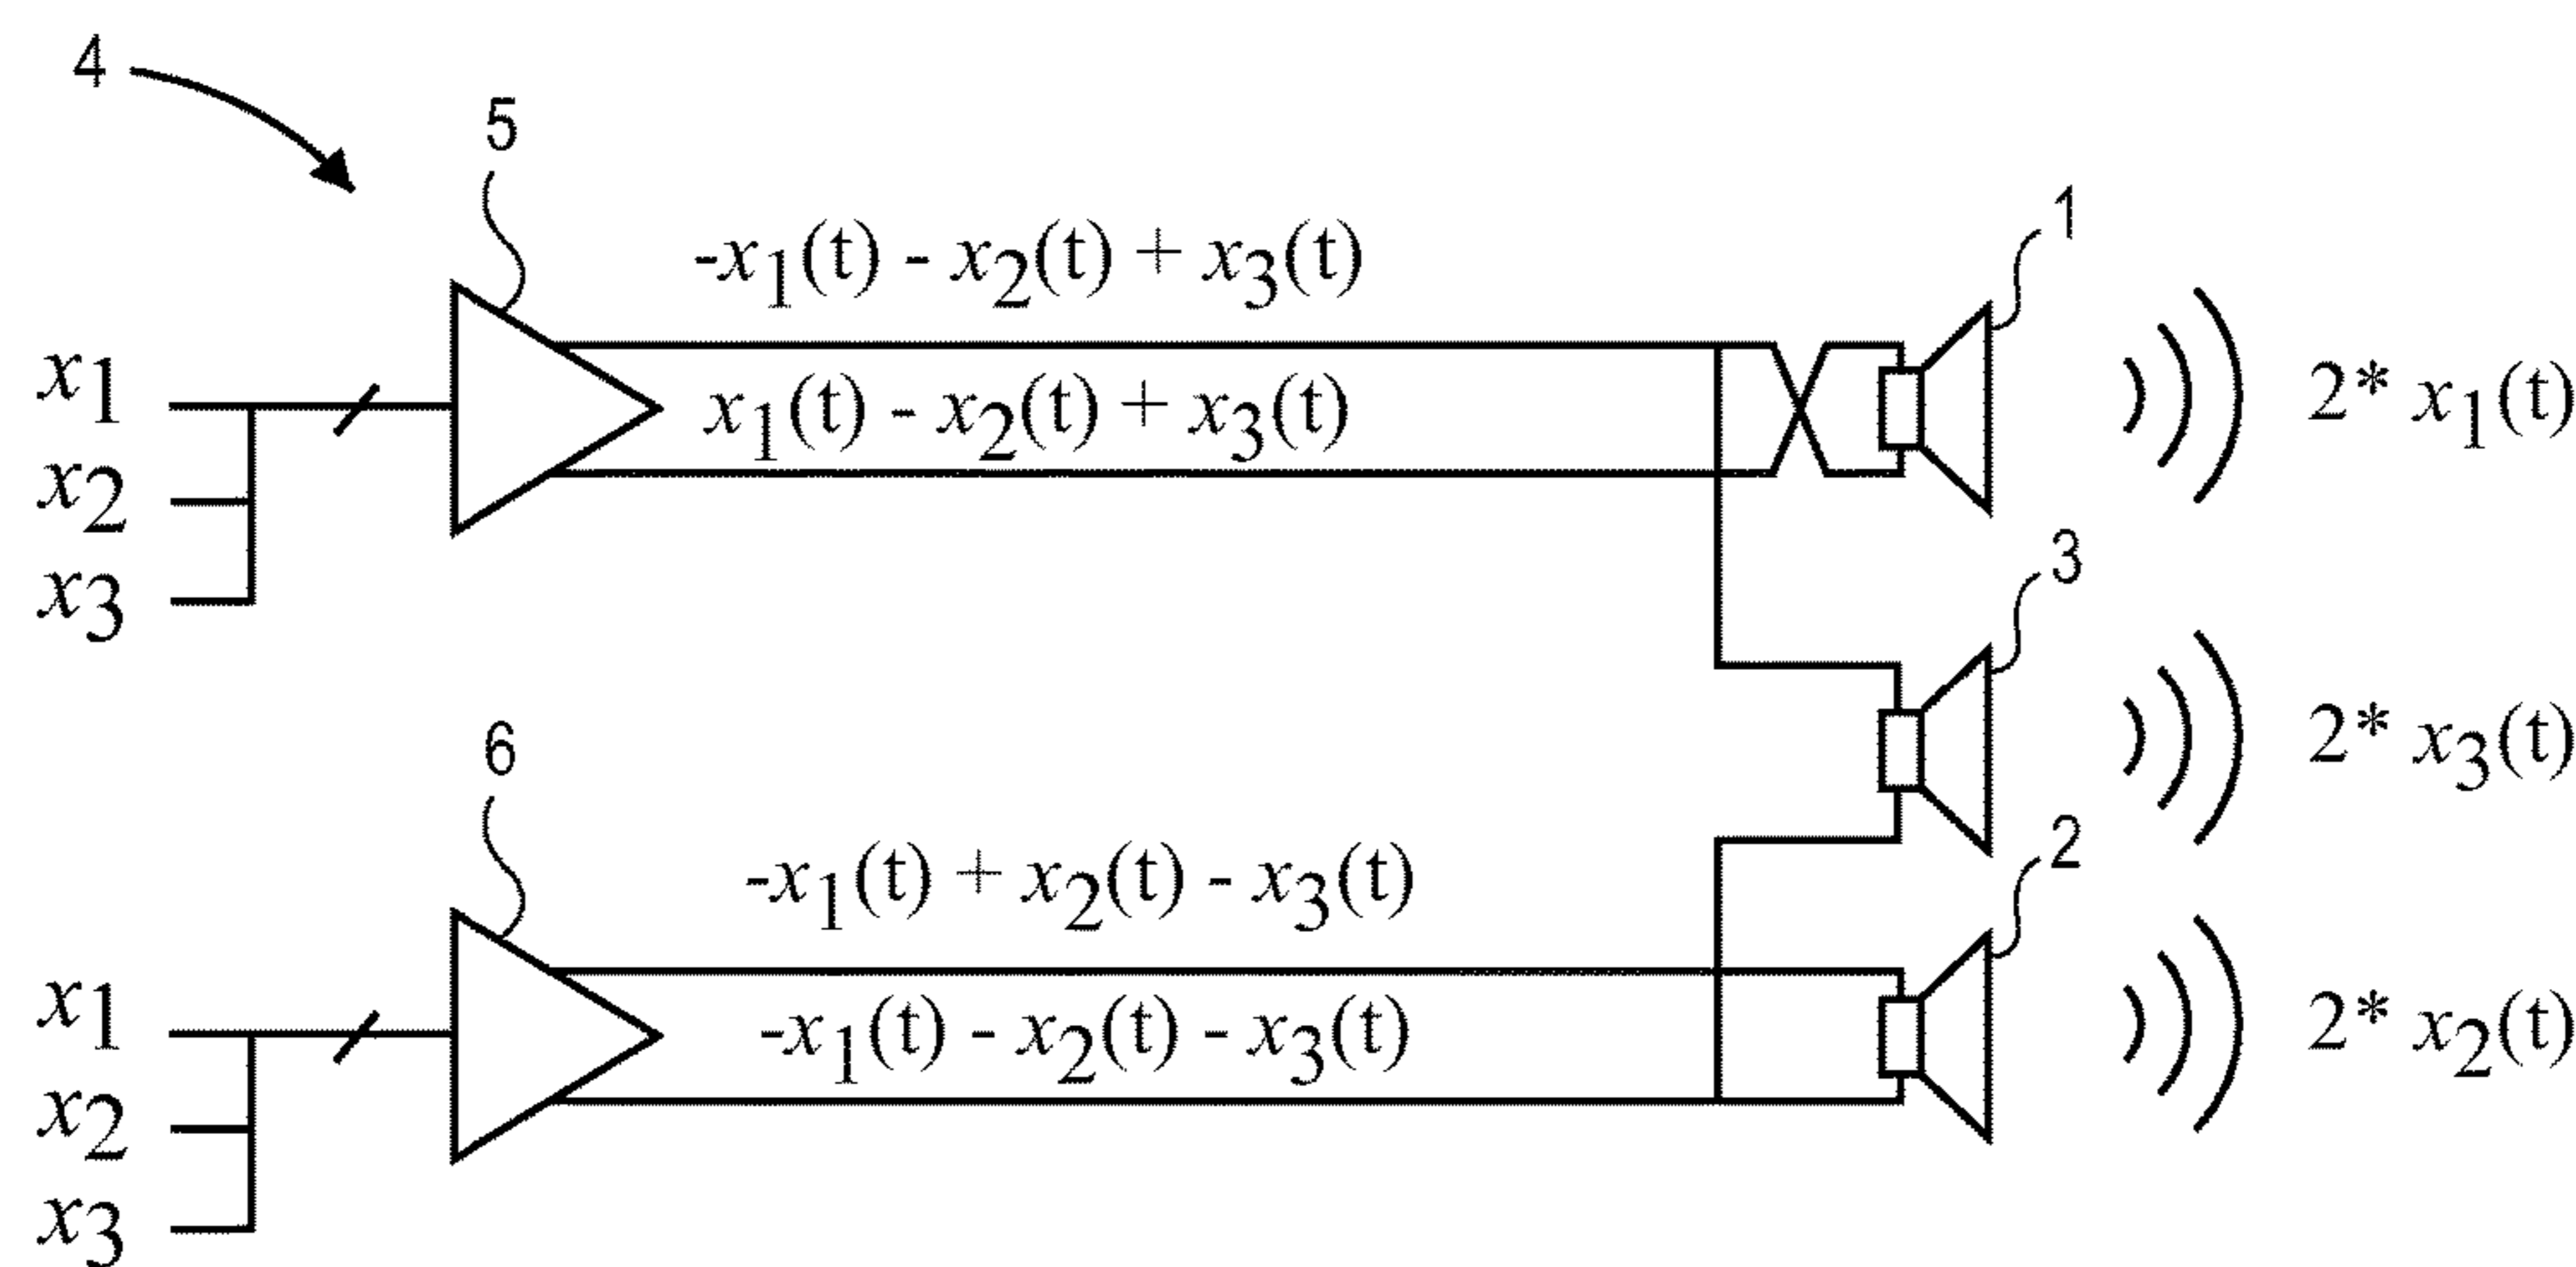 4
5
-x1(t) - x2(t) + x3(t)
1
x1
x1(t) - x2(t) + x3(t)
2* x1(t)
x2
x3
3
2* x3(t)
6
2
-x1(t) + x2(t) - x3(t)
x1
-x1(t) - x2(t) - x3(t)
2* x2(t)
x2
x3